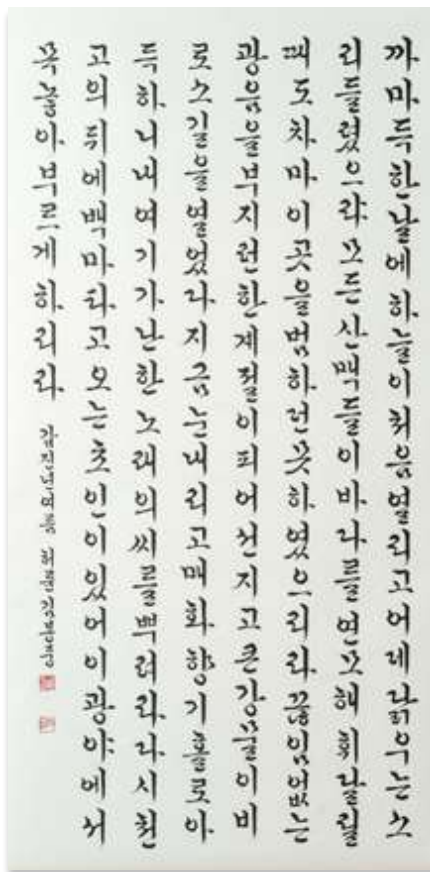 까마득한날에하늘이처음열리고어데닭우는소
리들렸으랴모든산맥들이바다를연모해휘달릴
때도차마이곳을범하던못하였으리라끊임없는
광음을부지런한계절이피어선지고큰강물이비
로소길을열었다지금눈내리고매화향기홀로아
득하니내여기가난한노래의씨를뿌려라다시천
고의뒤에백마타고오는초인이있어이광야에서
목놓아부르게하리라 갑진년여름